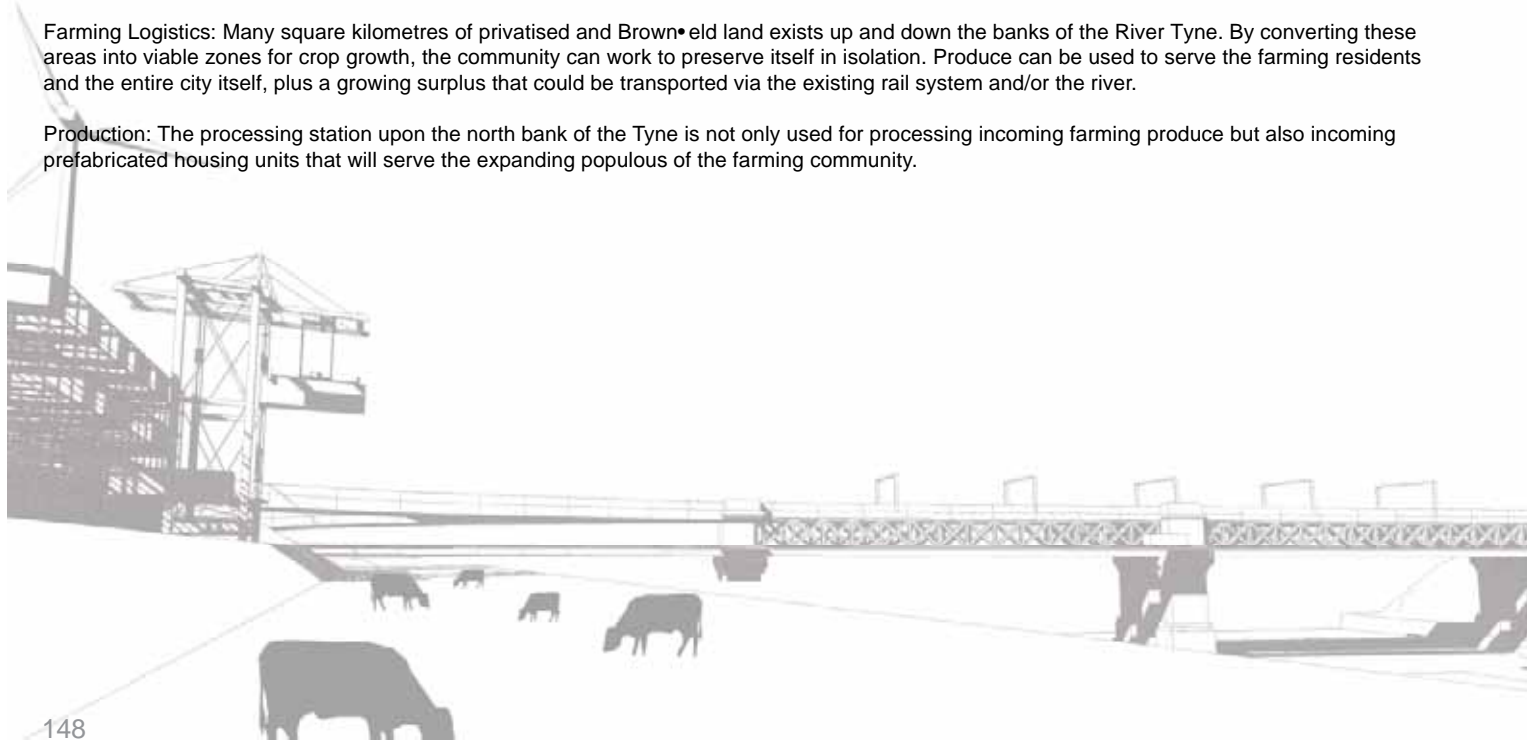 Farming Logistics: Many square kilometres of privatised and Brown• eld land exists up and down the banks of the River Tyne. By converting these
areas into viable zones for crop growth, the community can work to preserve itself in isolation. Produce can be used to serve the farming residents
and the entire city itself, plus a growing surplus that could be transported via the existing rail system and/or the river.
Production: The processing station upon the north bank of the Tyne is not only used for processing incoming farming produce but also incoming
prefabricated housing units that will serve the expanding populous of the farming community.
148